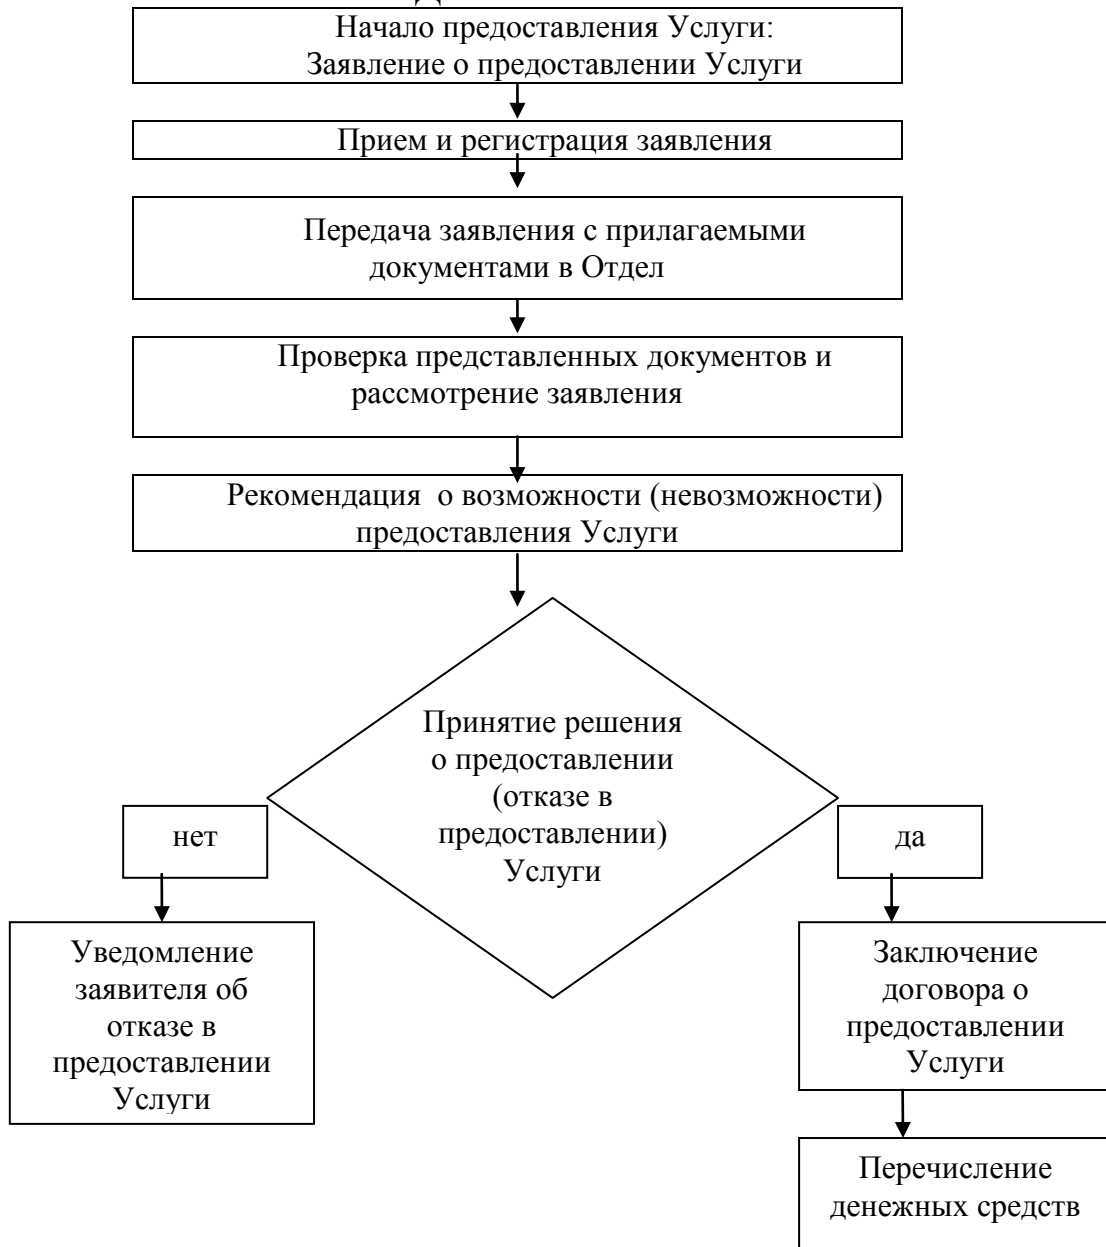 Начало предоставления Услуги:
Заявление о предоставлении Услуги
Прием и регистрация заявления
Передача заявления с прилагаемыми
документами в Отдел
Проверка представленных документов и
рассмотрение заявления
Рекомендация о возможности (невозможности)
предоставления Услуги
Принятие решения
о предоставлении
(отказе в
предоставлении)
Услуги
нет
да
Уведомление
заявителя об
отказе в
предоставлении
Услуги
Заключение
договора о
предоставлении
Услуги
Перечисление
денежных средств